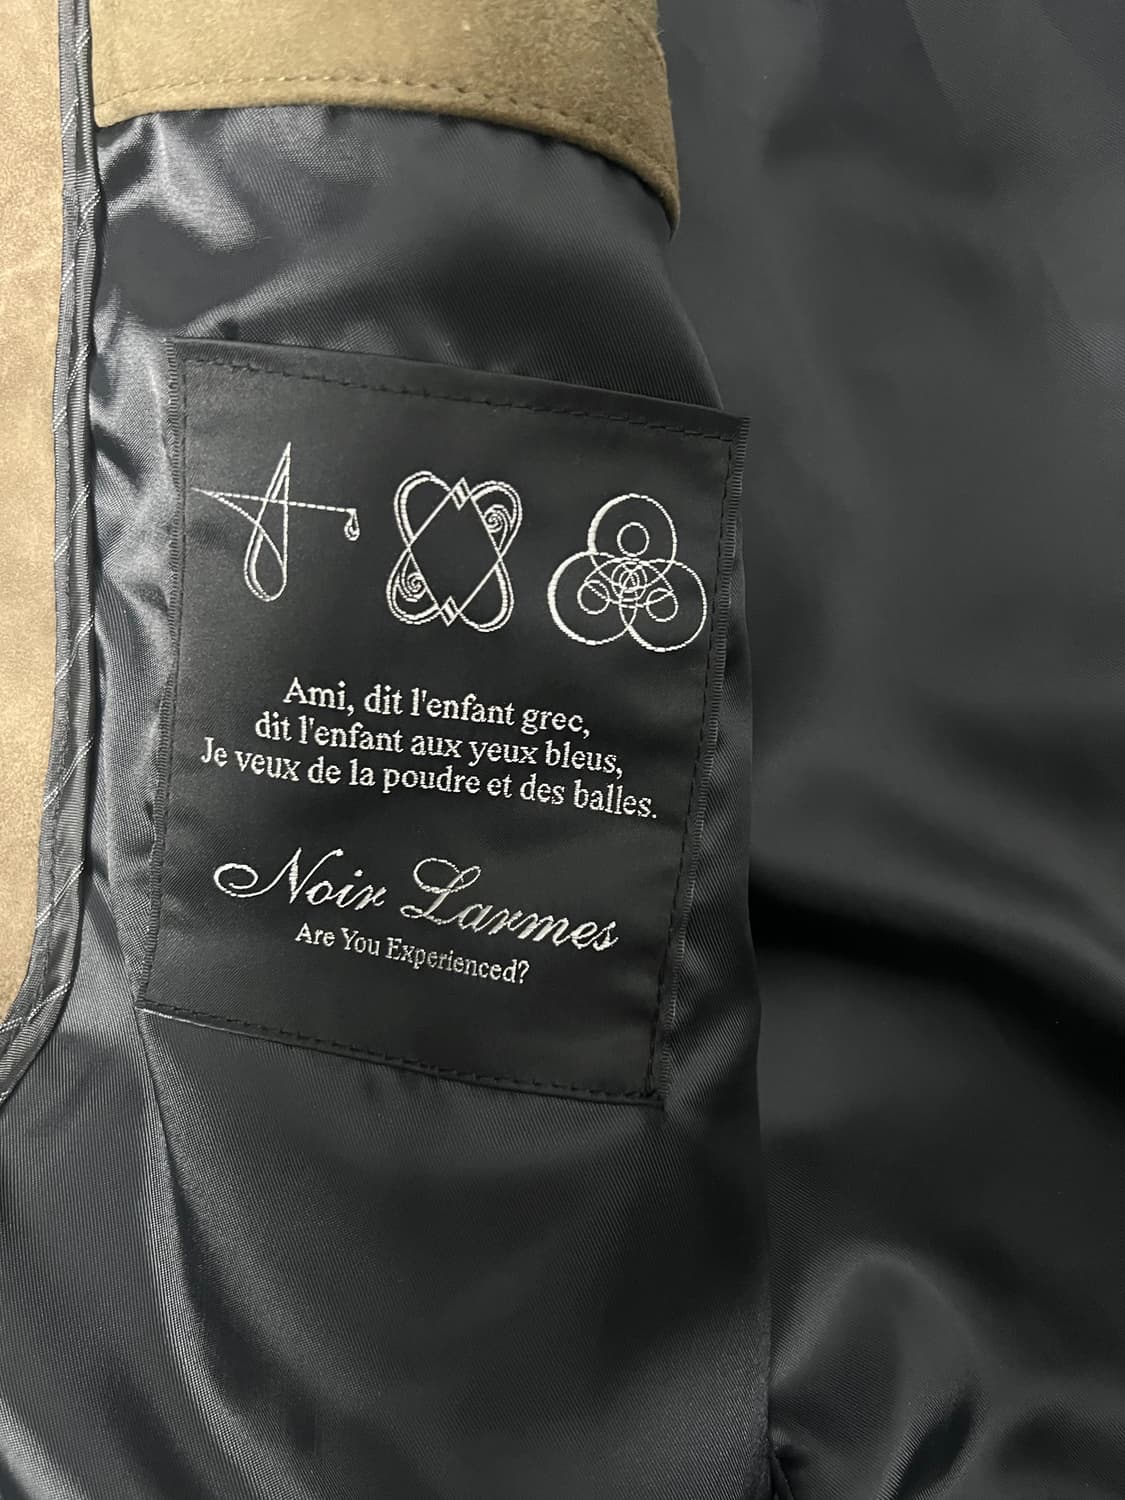 Ami, dit l'enfant grec,
dit l'enfant aux yeux bleus,
Je veux de la poudre et des balles.
Noir Larmes
Are You Experienced?